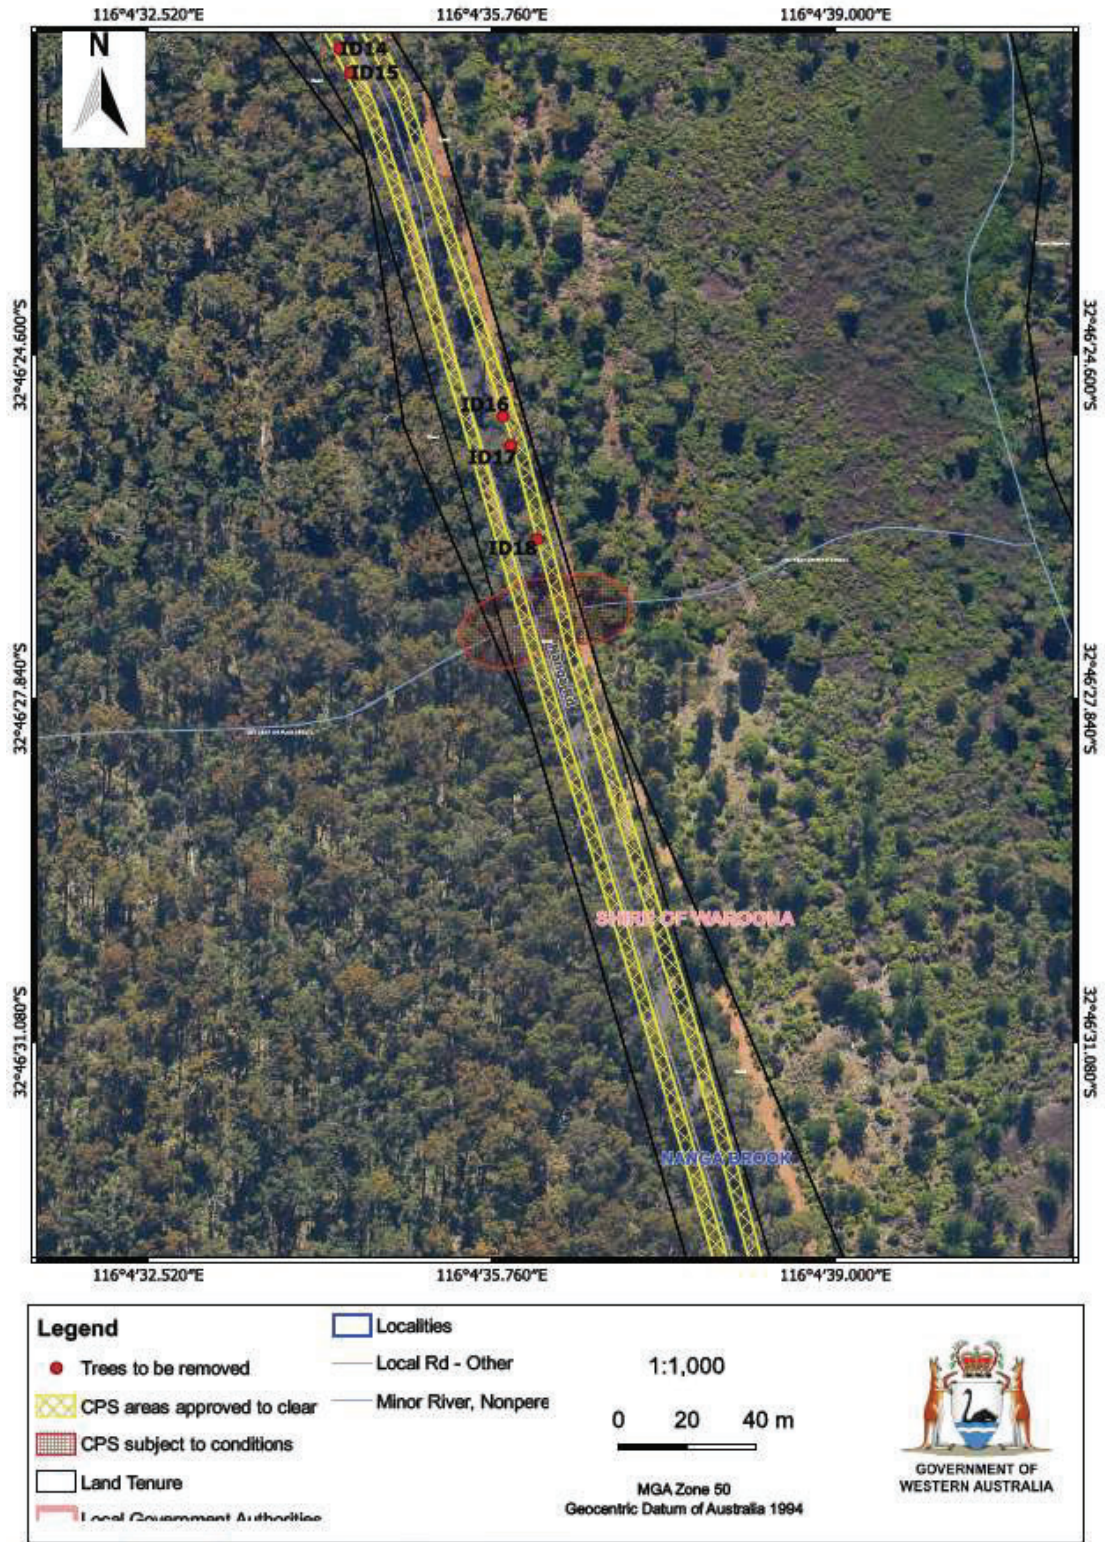 116°4'32.520"E 116°4'35.760"E 116°4'39.000"E
N
ID14
ID15
32°46'24.600"S
32°46'24.600"S
ID16
ID17
ID18
32°46'27.840"S
32°46'27.840"S
SHIRE OF WAROONA
32°46'31.080"S
32°46'31.080"S
NANGA BROOK
116°4'32.520"E 116°4'35.760"E 116°4'39.000"E
Legend
Trees to be removed
CPS areas approved to clear
CPS subject to conditions
Land Tenure
Local Government Authorities
Localities
Local Rd - Other
Minor River, Nonpere
1:1,000
0 20 40 m
MGA Zone 50
Geocentric Datum of Australia 1994
GOVERNMENT OF
WESTERN AUSTRALIA